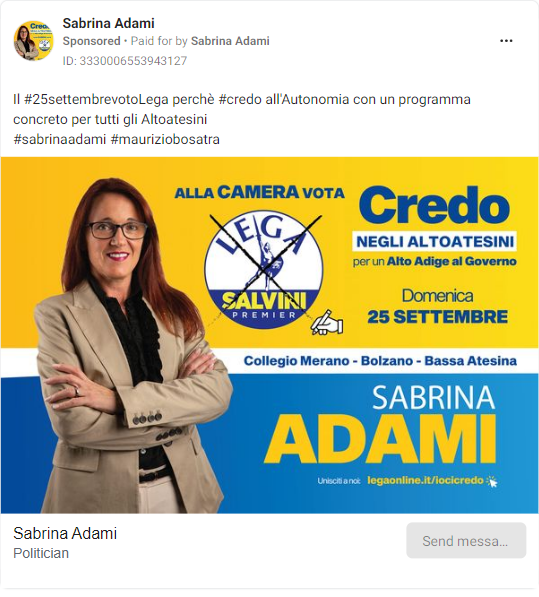 Sabrina Adami
Sponsored • Paid for by Sabrina Adami
ID: 3330006553943127
Il #25settembrevotoLega perchè #credo all'Autonomia con un programma
concreto per tutti gli Altoatesini
#sabrinaadami #mauriziobosatra
ALLA CAMERA VOTA
LEGA
SALVINI
PREMIER
Credo
NEGLI ALTOATESINI
per un Alto Adige al Governo
Domenica
25 SETTEMBRE
Collegio Merano - Bolzano - Bassa Atesina
SABRINA
ADAMI
Unisciti a noi: legaonline.it/iocicredo
Sabrina Adami
Politician
Send messa...